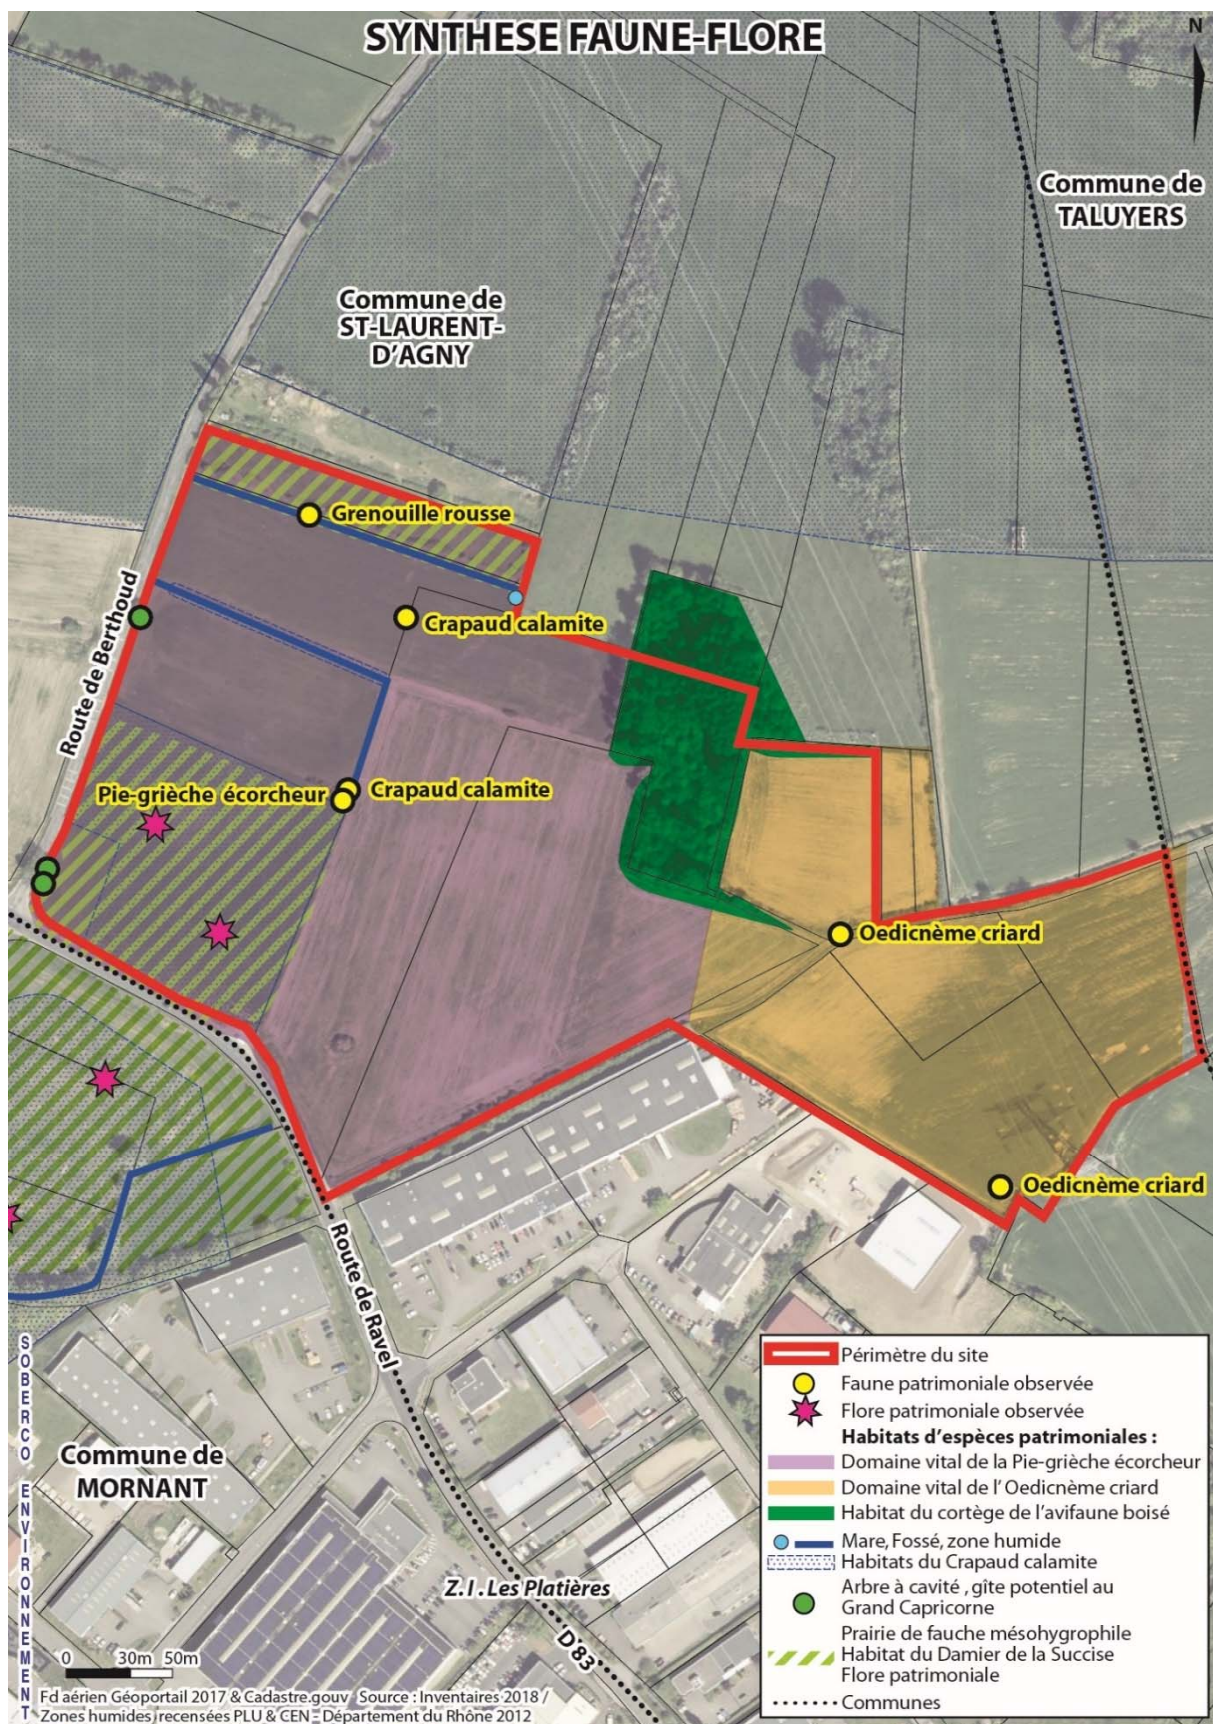 SYNTHESE FAUNE-FLORE
N
Commune de
TALUYERS
Commune de
ST-LAURENT-
D'AGNY
Grenouille rousse
Route de Berthoud
Crapaud calamite
Crapaud calamite
Pie-grièche écorcheur
Oedicnème criard
Oedicnème criard
Route de Ravel
Commune de
MORNANT
Z.I. Les Platières
D83
SOBERCO ENVIRONNEMENT
0 30m 50m
Fd aérien Géoportail 2017 & Cadastre.gouv Source : Inventaires 2018 /
Zones humides recensées PLU & CEN - Département du Rhône 2012
Périmètre du site
Faune patrimoniale observée
Flore patrimoniale observée
Habitats d'espèces patrimoniales :
Domaine vital de la Pie-grièche écorcheur
Domaine vital de l'Oedicnème criard
Habitat du cortège de l'avifaune boisé
Mare, Fossé, zone humide
Habitats du Crapaud calamite
Arbre à cavité, gîte potentiel au
Grand Capricorne
Prairie de fauche mésohygrophile
Habitat du Damier de la Succise
Flore patrimoniale
Communes